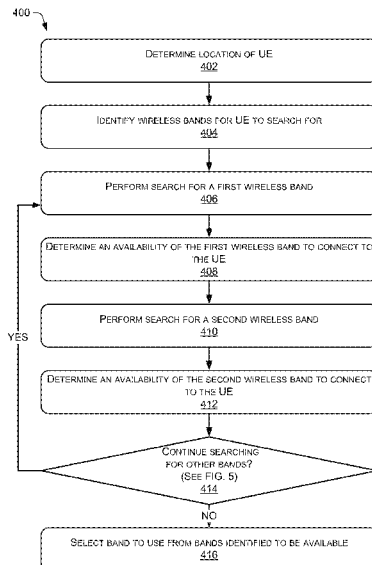 400
DETERMINE LOCATION OF UE
402
IDENTIFY WIRELESS BANDS FOR UE TO SEARCH FOR
404
PERFORM SEARCH FOR A FIRST WIRELESS BAND
406
DETERMINE AN AVAILABILITY OF THE FIRST WIRELESS BAND TO CONNECT TO
THE UE
408
PERFORM SEARCH FOR A SECOND WIRELESS BAND
410
YES
DETERMINE AN AVAILABILITY OF THE SECOND WIRELESS BAND TO CONNECT
TO THE UE
412
CONTINUE SEARCHING
FOR OTHER BANDS?
(SEE FIG. 5)
414
NO
SELECT BAND TO USE FROM BANDS IDENTIFIED TO BE AVAILABLE
416